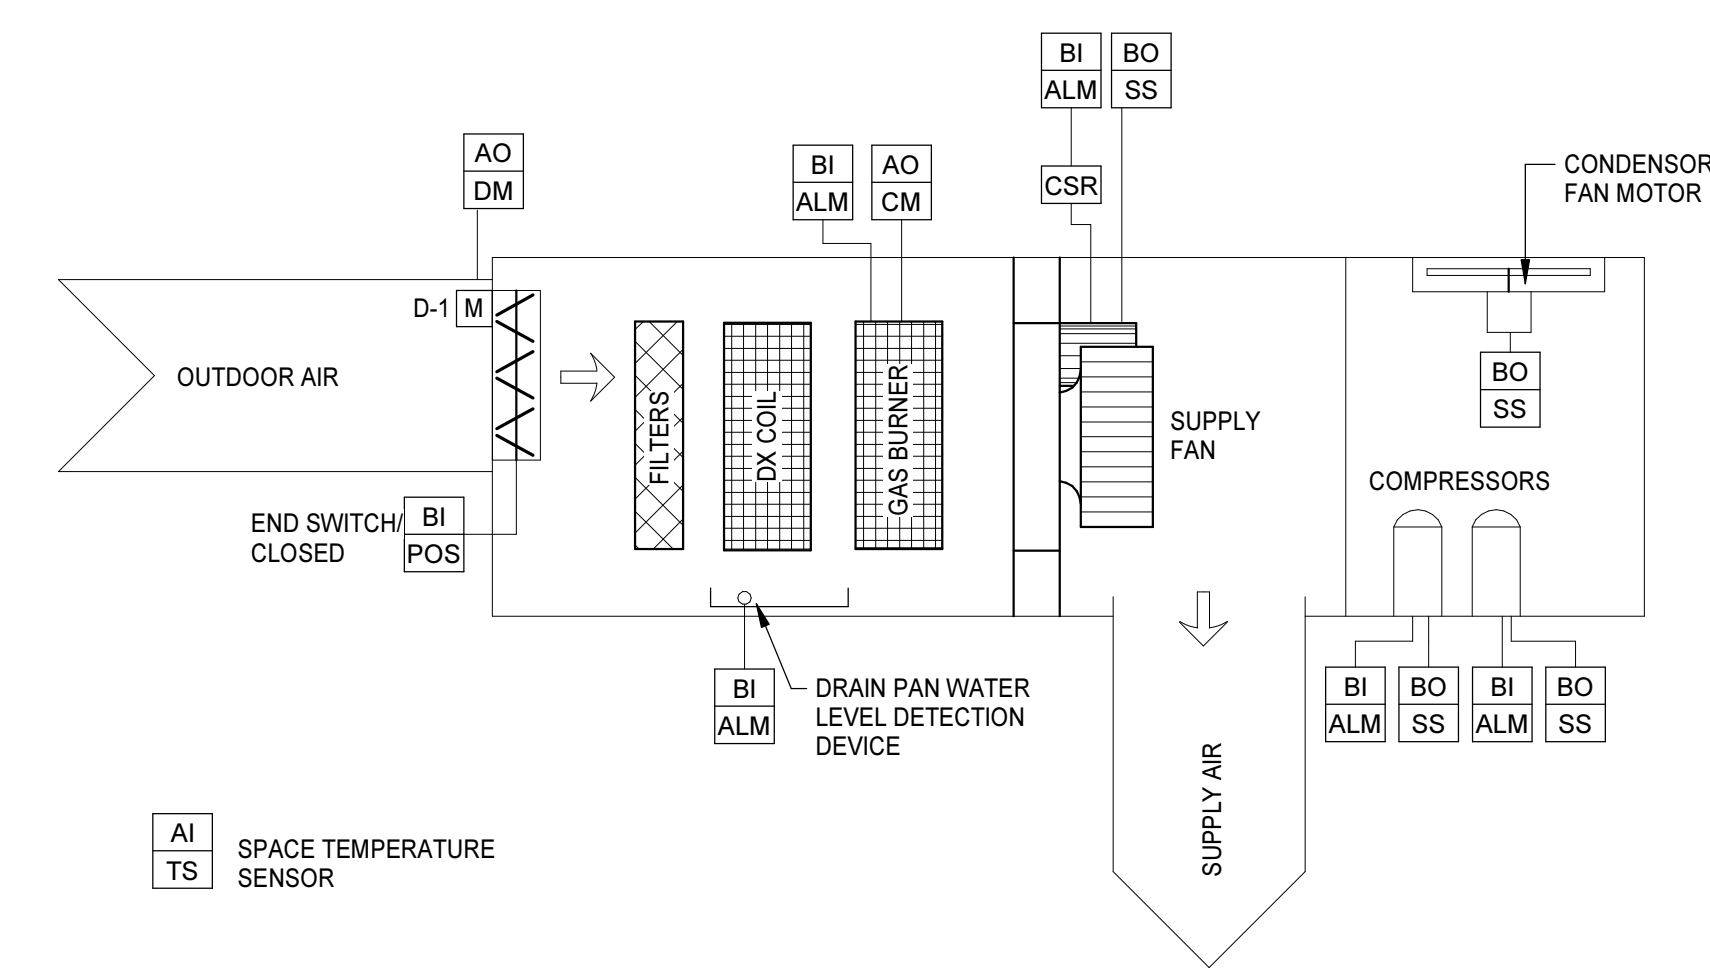 BI
ALM
BO
SS
AO
DM
BI
ALM
AO
CM
CSR
CONDENSOR
FAN MOTOR
D-1
M
OUTDOOR AIR
FILTERS
DX COIL
GAS BURNER
SUPPLY
FAN
BO
SS
COMPRESSORS
END SWITCH/
CLOSED
BI
POS
BI
ALM
DRAIN PAN WATER
LEVEL DETECTION
DEVICE
BI
ALM
BO
SS
BI
ALM
BO
SS
SUPPLY AIR
AI
TS
SPACE TEMPERATURE
SENSOR